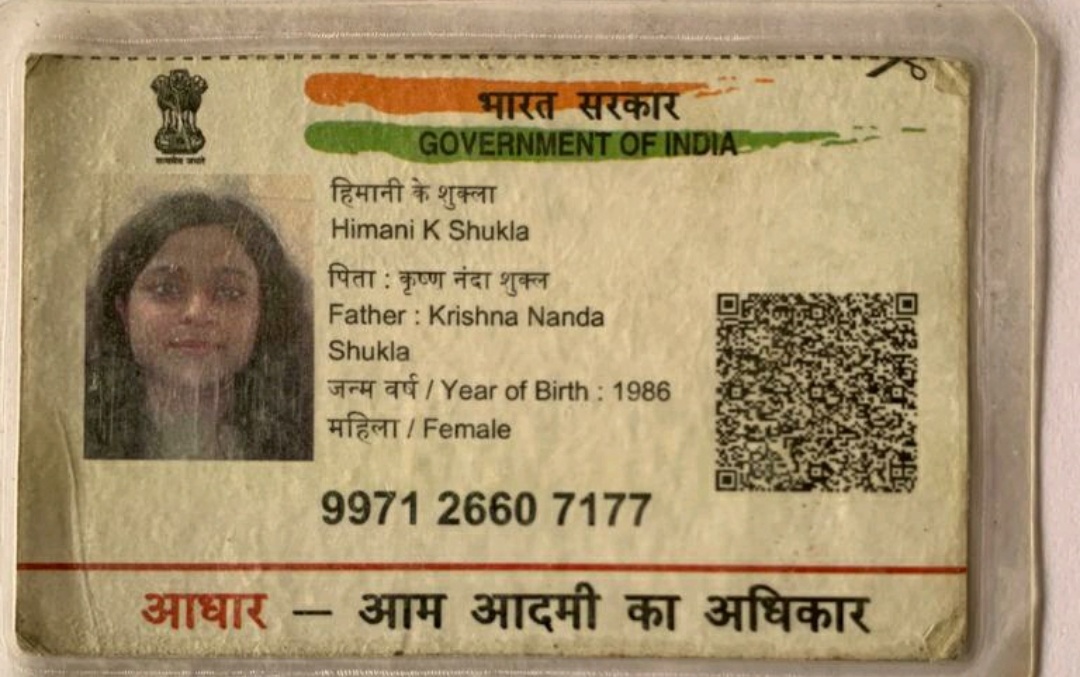 भारत सरकार
GOVERNMENT OF INDIA
सत्यमेव जयते
हिमानी के शुक्ला
Himani K Shukla
पिता : कृष्ण नंदा शुक्ल
Father : Krishna Nanda
Shukla
जन्म वर्ष / Year of Birth : 1986
महिला / Female
9971 2660 7177
आधार — आम आदमी का अधिकार